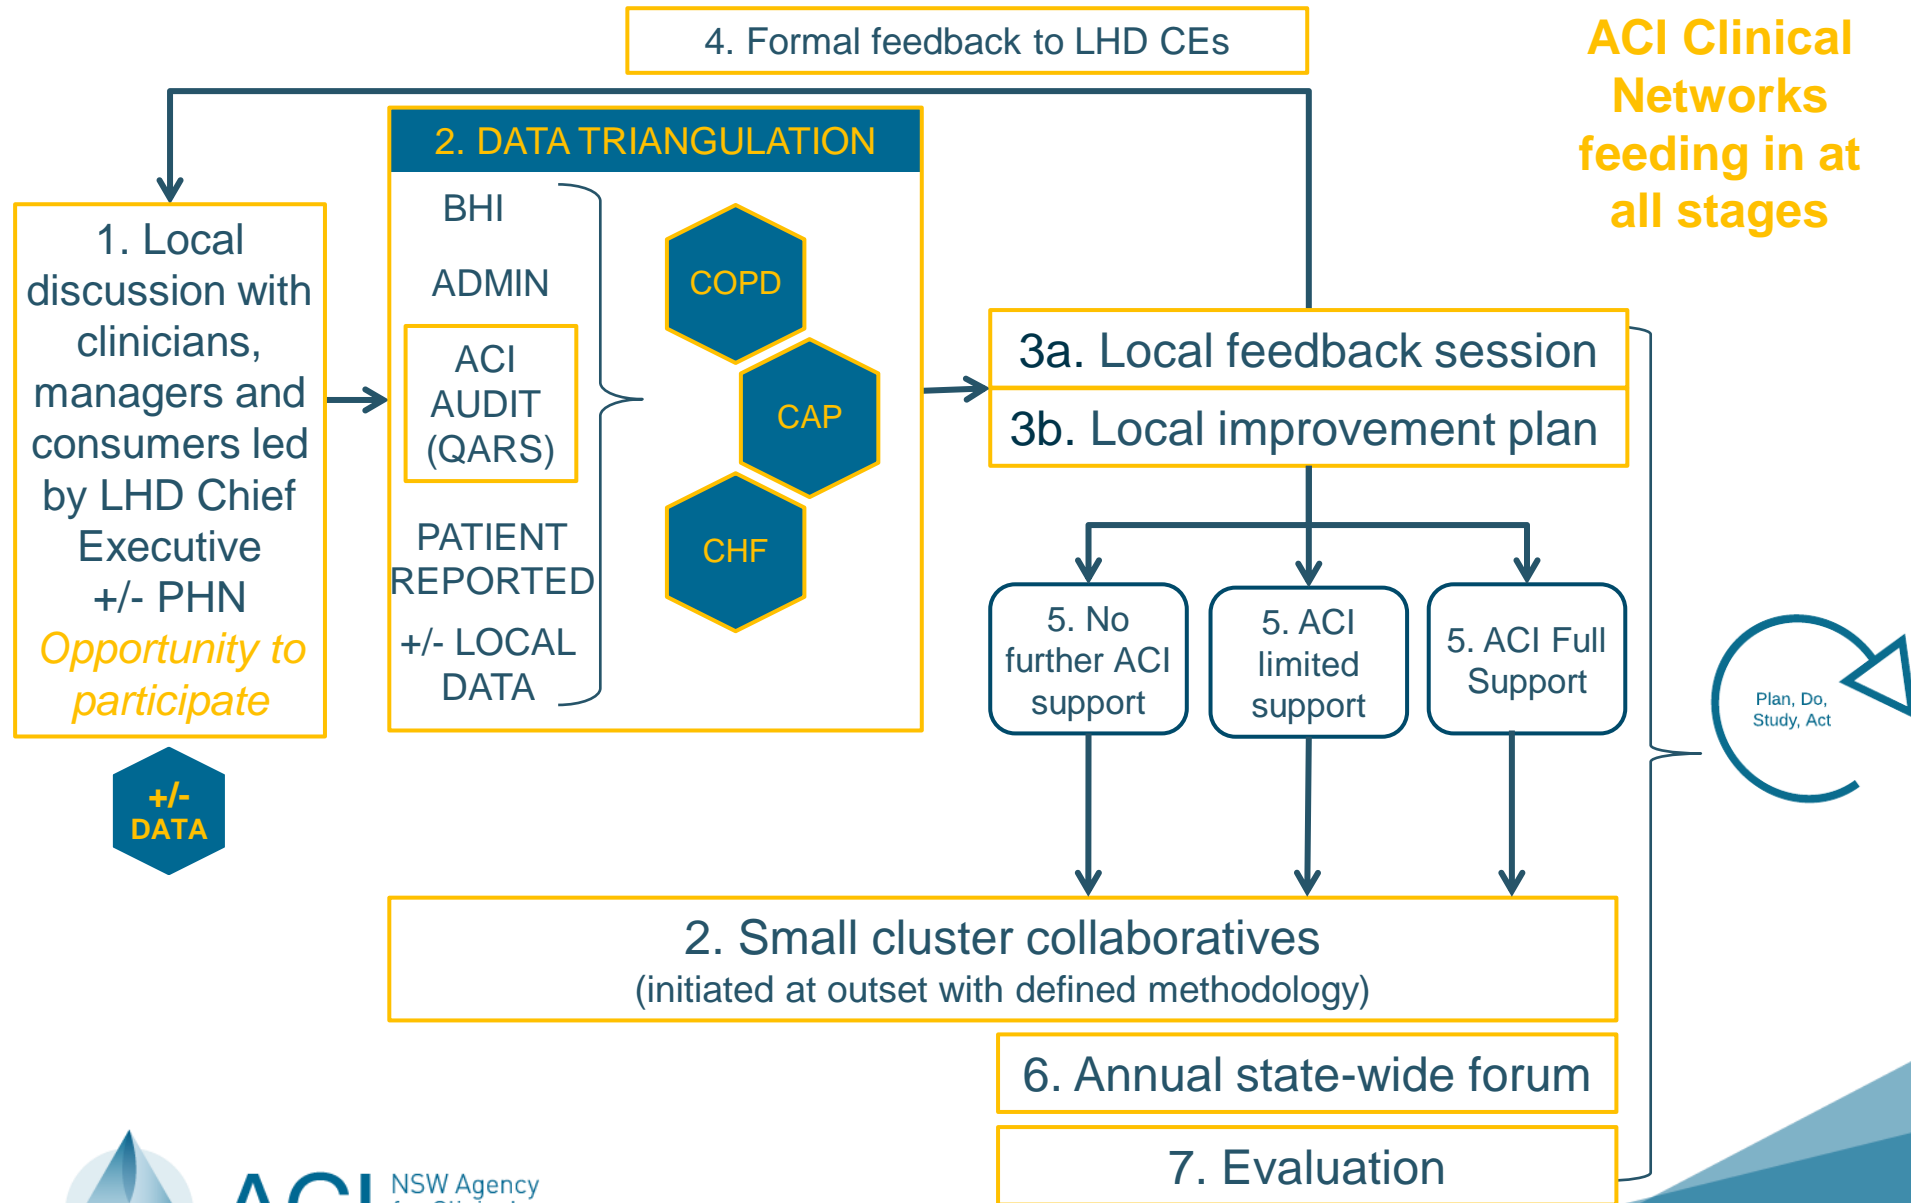 4. Formal feedback to LHD CEs
ACI Clinical
Networks
feeding in at
all stages
1. Local
discussion with
clinicians,
managers and
consumers led
by LHD Chief
Executive
+/- PHN
Opportunity to
participate
+/-
DATA
2. DATA TRIANGULATION
BHI
ADMIN
ACI
AUDIT
(QARS)
PATIENT
REPORTED
+/- LOCAL
DATA
COPD
CAP
CHF
3a. Local feedback session
3b. Local improvement plan
5. No
further ACI
support
5. ACI
limited
support
5. ACI Full
Support
Plan, Do,
Study, Act
2. Small cluster collaboratives
(initiated at outset with defined methodology)
6. Annual state-wide forum
7. Evaluation
ACI
NSW Agency